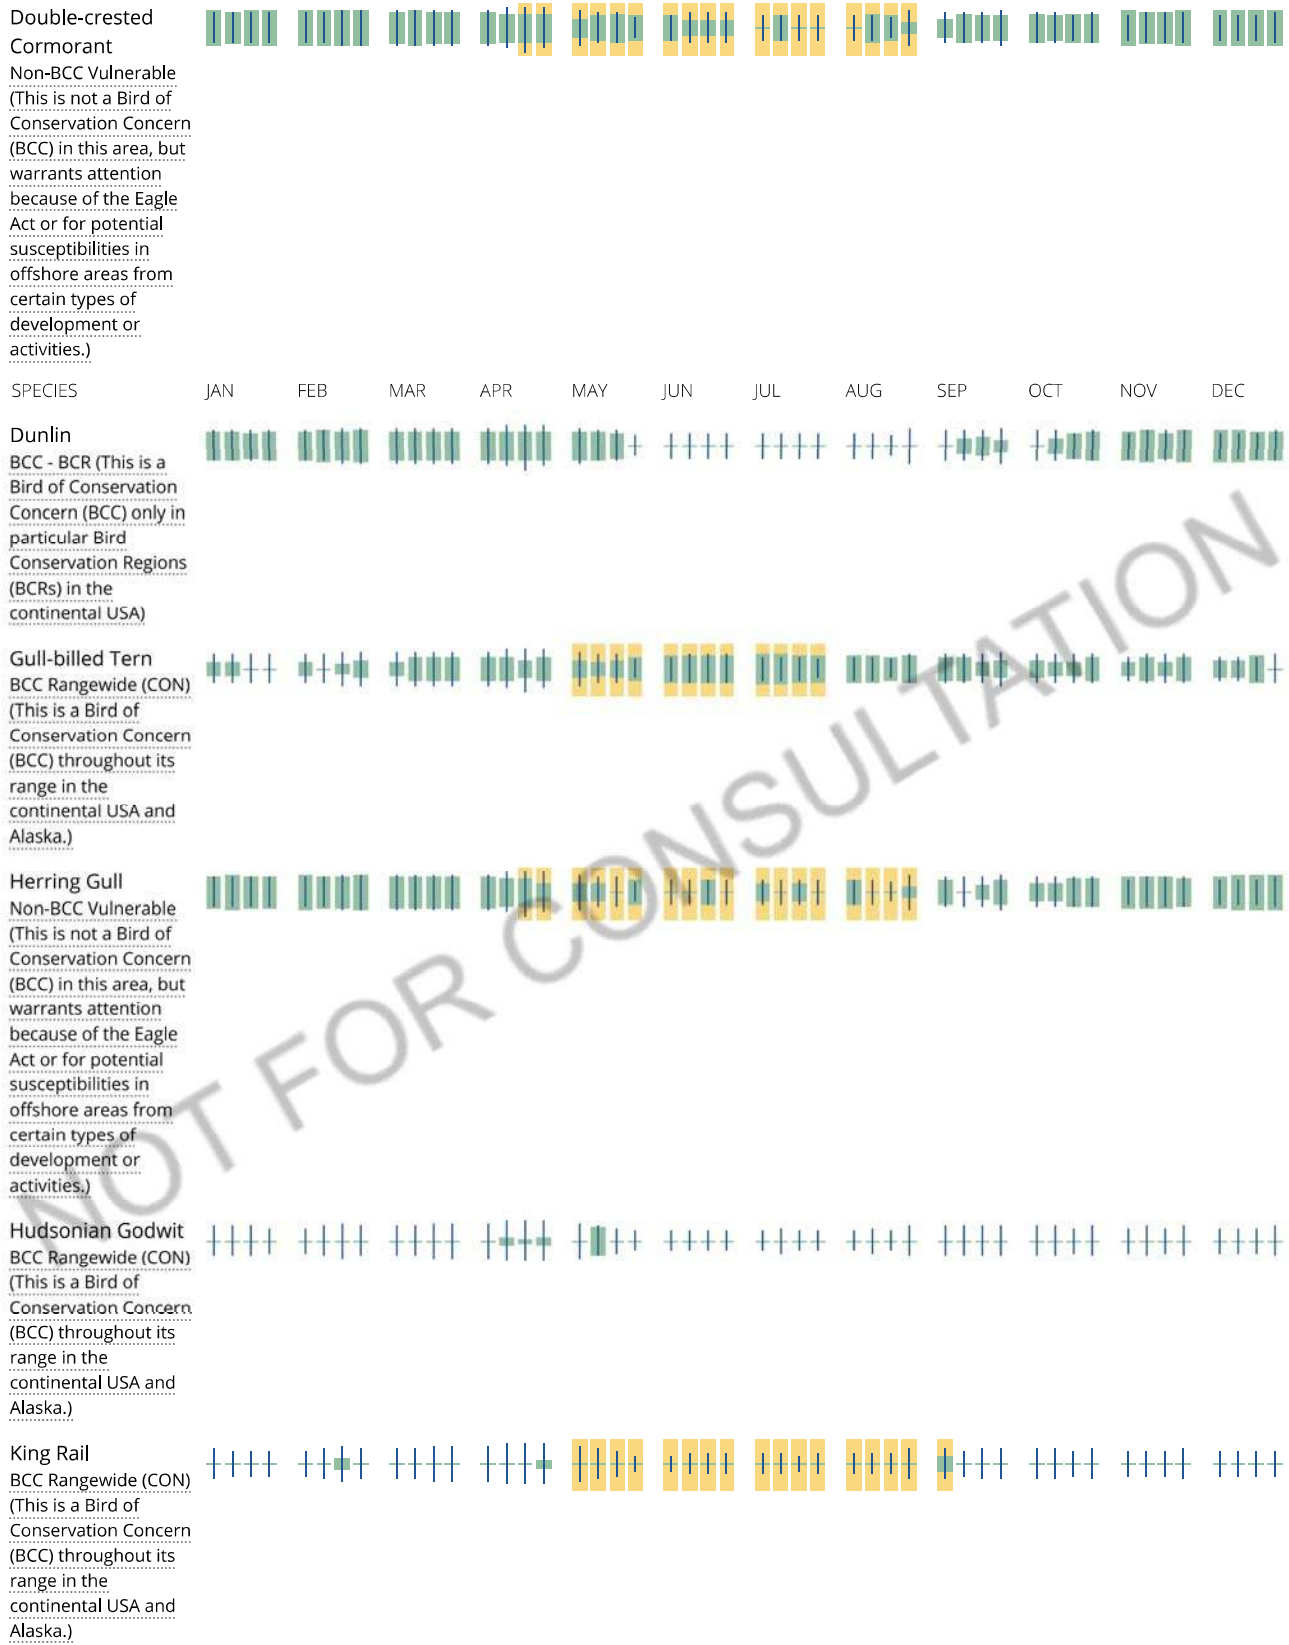 Double-crested
Cormorant
Non-BCC Vulnerable
(This is not a Bird of
Conservation Concern
(BCC) in this area, but
warrants attention
because of the Eagle
Act or for potential
susceptibilities in
offshore areas from
certain types of
development or
activities.)
SPECIES JAN FEB MAR APR MAY JUN JUL AUG SEP OCT NOV DEC
Dunlin
BCC - BCR (This is a
Bird of Conservation
Concern (BCC) only in
particular Bird
Conservation Regions
(BCRs) in the
continental USA)
Gull-billed Tern
BCC Rangewide (CON)
(This is a Bird of
Conservation Concern
(BCC) throughout its
range in the
continental USA and
Alaska.)
Herring Gull
Non-BCC Vulnerable
(This is not a Bird of
Conservation Concern
(BCC) in this area, but
warrants attention
because of the Eagle
Act or for potential
susceptibilities in
offshore areas from
certain types of
development or
activities.)
Hudsonian Godwit
BCC Rangewide (CON)
(This is a Bird of
Conservation Concern
(BCC) throughout its
range in the
continental USA and
Alaska.)
King Rail
BCC Rangewide (CON)
(This is a Bird of
Conservation Concern
(BCC) throughout its
range in the
continental USA and
Alaska.)
NOT FOR CONSULTATION